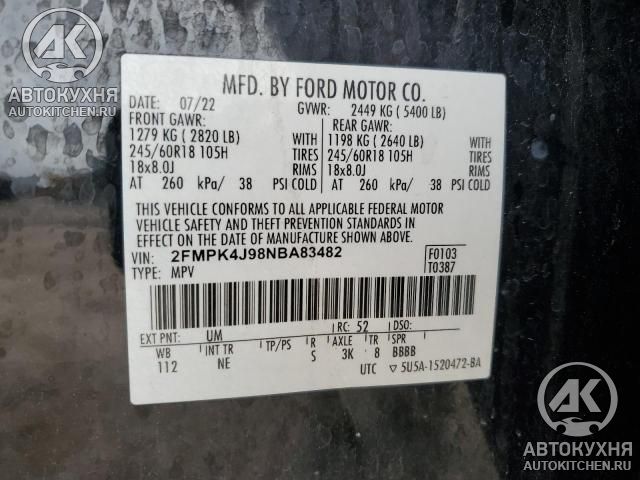 АК
АВТОКУХНЯ
AUTOKITCHEN.RU
MFD. BY FORD MOTOR CO.
DATE: 07/22 GVWR: 2449 KG (5400 LB)
FRONT GAWR: REAR GAWR:
1279 KG (2820 LB) WITH 1198 KG (2640 LB) WITH
245/60R18 105H TIRES 245/60R18 105H TIRES
18x8.0J RIMS 18x8.0J RIMS
AT 260 kPa/ 38 PSI COLD AT 260 kPa/ 38 PSI COLD
THIS VEHICLE CONFORMS TO ALL APPLICABLE FEDERAL MOTOR
VEHICLE SAFETY AND THEFT PREVENTION STANDARDS IN
EFFECT ON THE DATE OF MANUFACTURE SHOWN ABOVE.
VIN: 2FMPK4J98NBA83482 F0103
TYPE: MPV T0387
EXT PNT: UM RC: 52 DSO:
WB INT TR TP/PS R AXLE TR SPR
112 NE S 3K 8 BBBB
UTC 5U5A-1520472-BA
АК
АВТОКУХНЯ
AUTOKITCHEN.RU